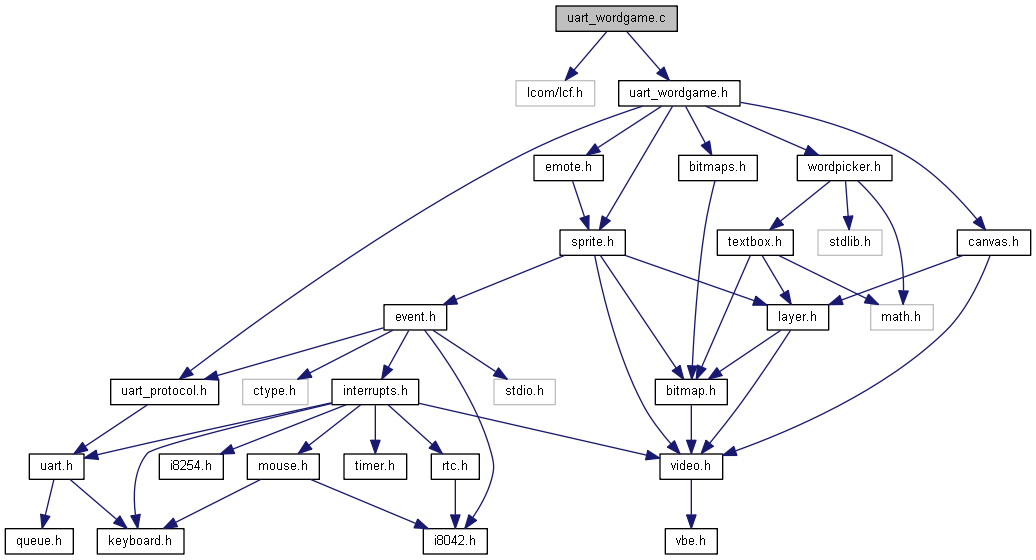 uart_wordgame.c
lcom/lcf.h
uart_wordgame.h
emote.h
bitmaps.h
wordpicker.h
sprite.h
textbox.h
stdlib.h
canvas.h
event.h
layer.h
math.h
uart_protocol.h
ctype.h
interrupts.h
stdio.h
bitmap.h
uart.h
i8254.h
mouse.h
timer.h
rtc.h
video.h
queue.h
keyboard.h
i8042.h
vbe.h